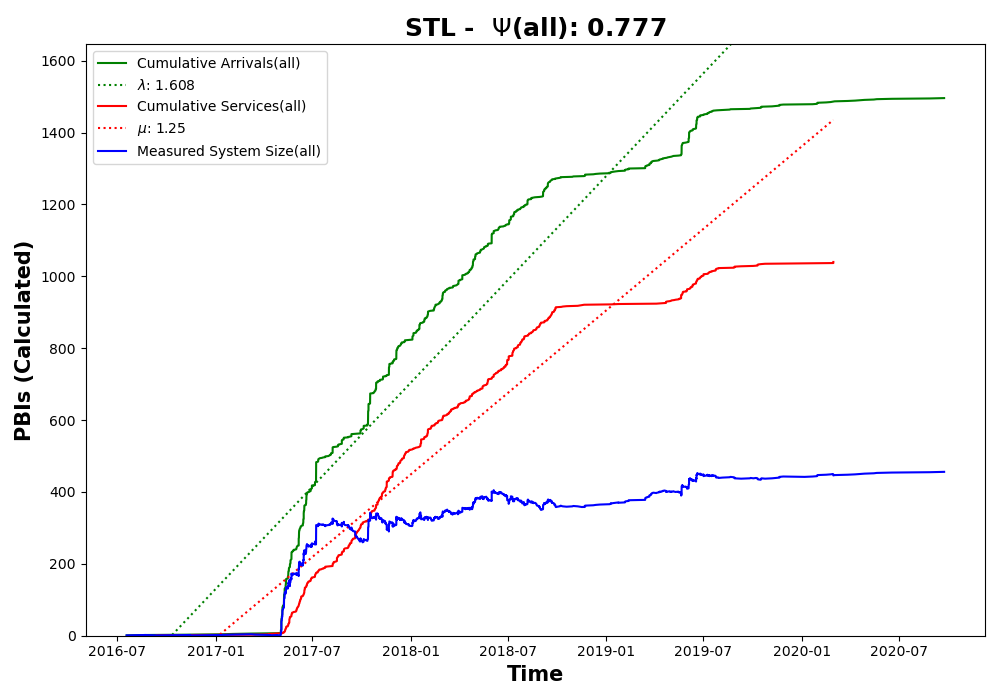 STL - Ψ(all): 0.777
Cumulative Arrivals(all)
λ: 1.608
Cumulative Services(all)
μ: 1.25
Measured System Size(all)
PBIs (Calculated)
1600
1400
1200
1000
800
600
400
200
0
2016-07 2017-01 2017-07 2018-01 2018-07 2019-01 2019-07 2020-01 2020-07
Time